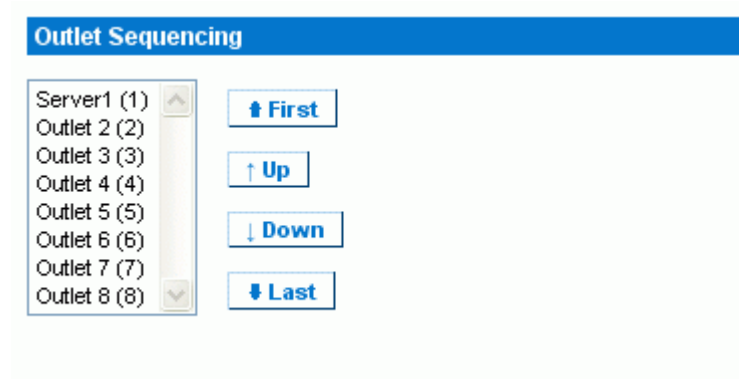 Outlet Sequencing
Server1 (1)
Outlet 2 (2)
Outlet 3 (3)
Outlet 4 (4)
Outlet 5 (5)
Outlet 6 (6)
Outlet 7 (7)
Outlet 8 (8)
First
Up
Down
Last